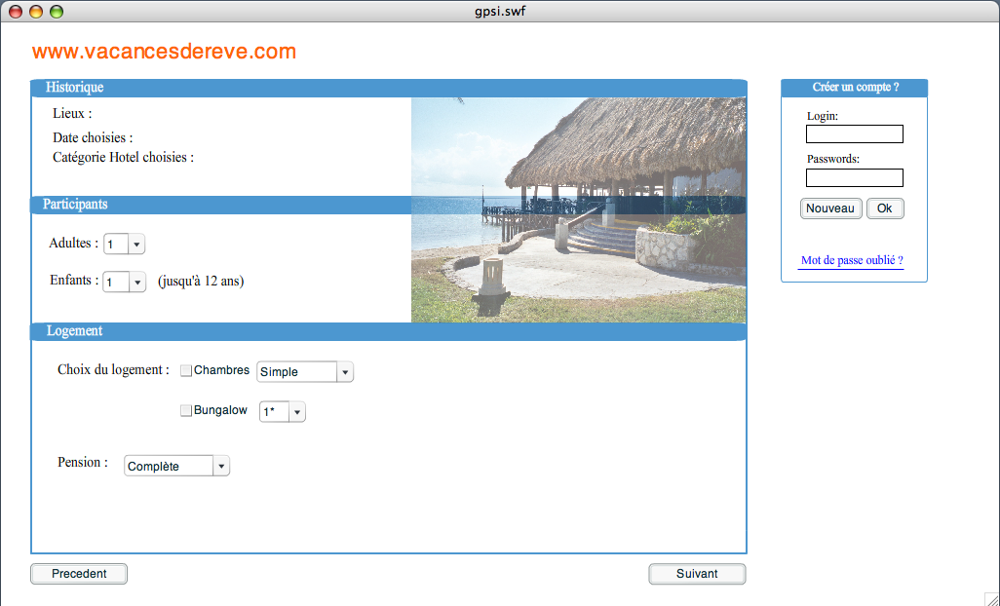 gpsi.swf
www.vacancesdereve.com
Historique
Lieux :
Date choisies :
Catégorie Hotel choisies :
Participants
Adultes : 1
Enfants : 1 (jusqu'à 12 ans)
Logement
Choix du logement : Chambres Simple
Bungalow 1*
Pension : Complète
Precedent
Suivant
Créer un compte ?
Login:
Passwords:
Nouveau Ok
Mot de passe oublié ?